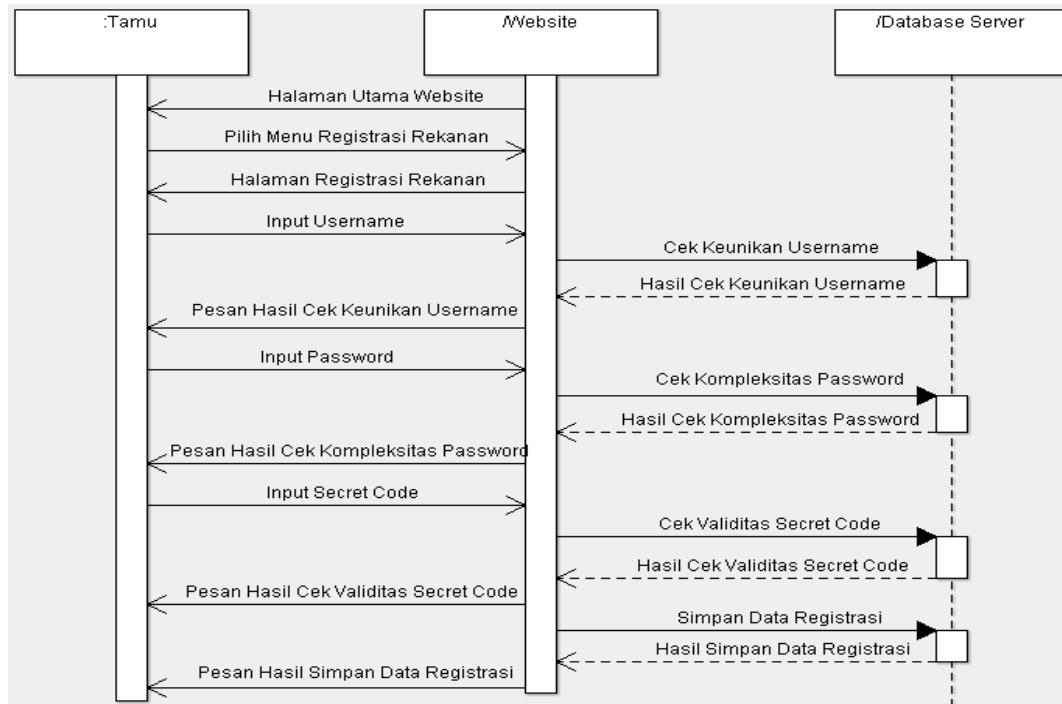 :Tamu
/Website
/Database Server
Halaman Utama Website
Pilih Menu Registrasi Rekanan
Halaman Registrasi Rekanan
Input Username
Cek Keunikan Username
Hasil Cek Keunikan Username
Pesan Hasil Cek Keunikan Username
Input Password
Cek Kompleksitas Password
Hasil Cek Kompleksitas Password
Pesan Hasil Cek Kompleksitas Password
Input Secret Code
Cek Validitas Secret Code
Hasil Cek Validitas Secret Code
Pesan Hasil Cek Validitas Secret Code
Simpan Data Registrasi
Hasil Simpan Data Registrasi
Pesan Hasil Simpan Data Registrasi